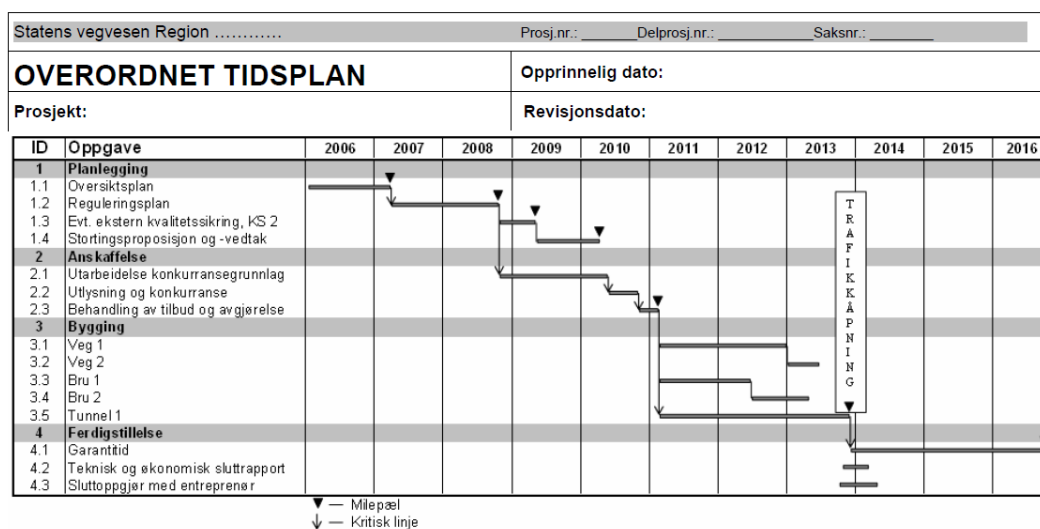 Statens vegvesen Region ............ Prosj.nr.: _______Delprosj.nr.: ____________Saksnr.: ________
OVERORDNET TIDSPLAN Opprinnelig dato:
Prosjekt: Revisjonsdato:
ID Oppgave 2006 2007 2008 2009 2010 2011 2012 2013 2014 2015 2016
1 Planlegging
1.1 Oversiktsplan
1.2 Reguleringsplan
1.3 Evt. ekstern kvalitetssikring, KS 2
1.4 Stortingsproposisjon og -vedtak
2 Anskaffelse
2.1 Utarbeidelse konkurransegrunnlag
2.2 Utlysning og konkurranse
2.3 Behandling av tilbud og avgjørelse
3 Bygging
3.1 Veg 1
3.2 Veg 2
3.3 Bru 1
3.4 Bru 2
3.5 Tunnel 1
4 Ferdigstillelse
4.1 Garantitid
4.2 Teknisk og økonomisk sluttrapport
4.3 Sluttoppgjør med entreprenør
TRAFIKKÅPNING
▼ — Milepæl
↓ — Kritisk linje